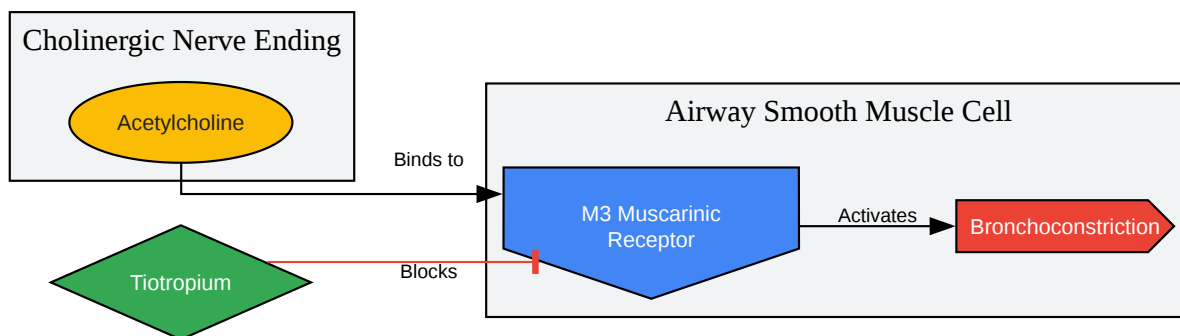 Cholinergic Nerve Ending
Acetylcholine
Airway Smooth Muscle Cell
Binds to
M3 Muscarinic
Receptor
Activates
Bronchoconstriction
Tiotropium
Blocks